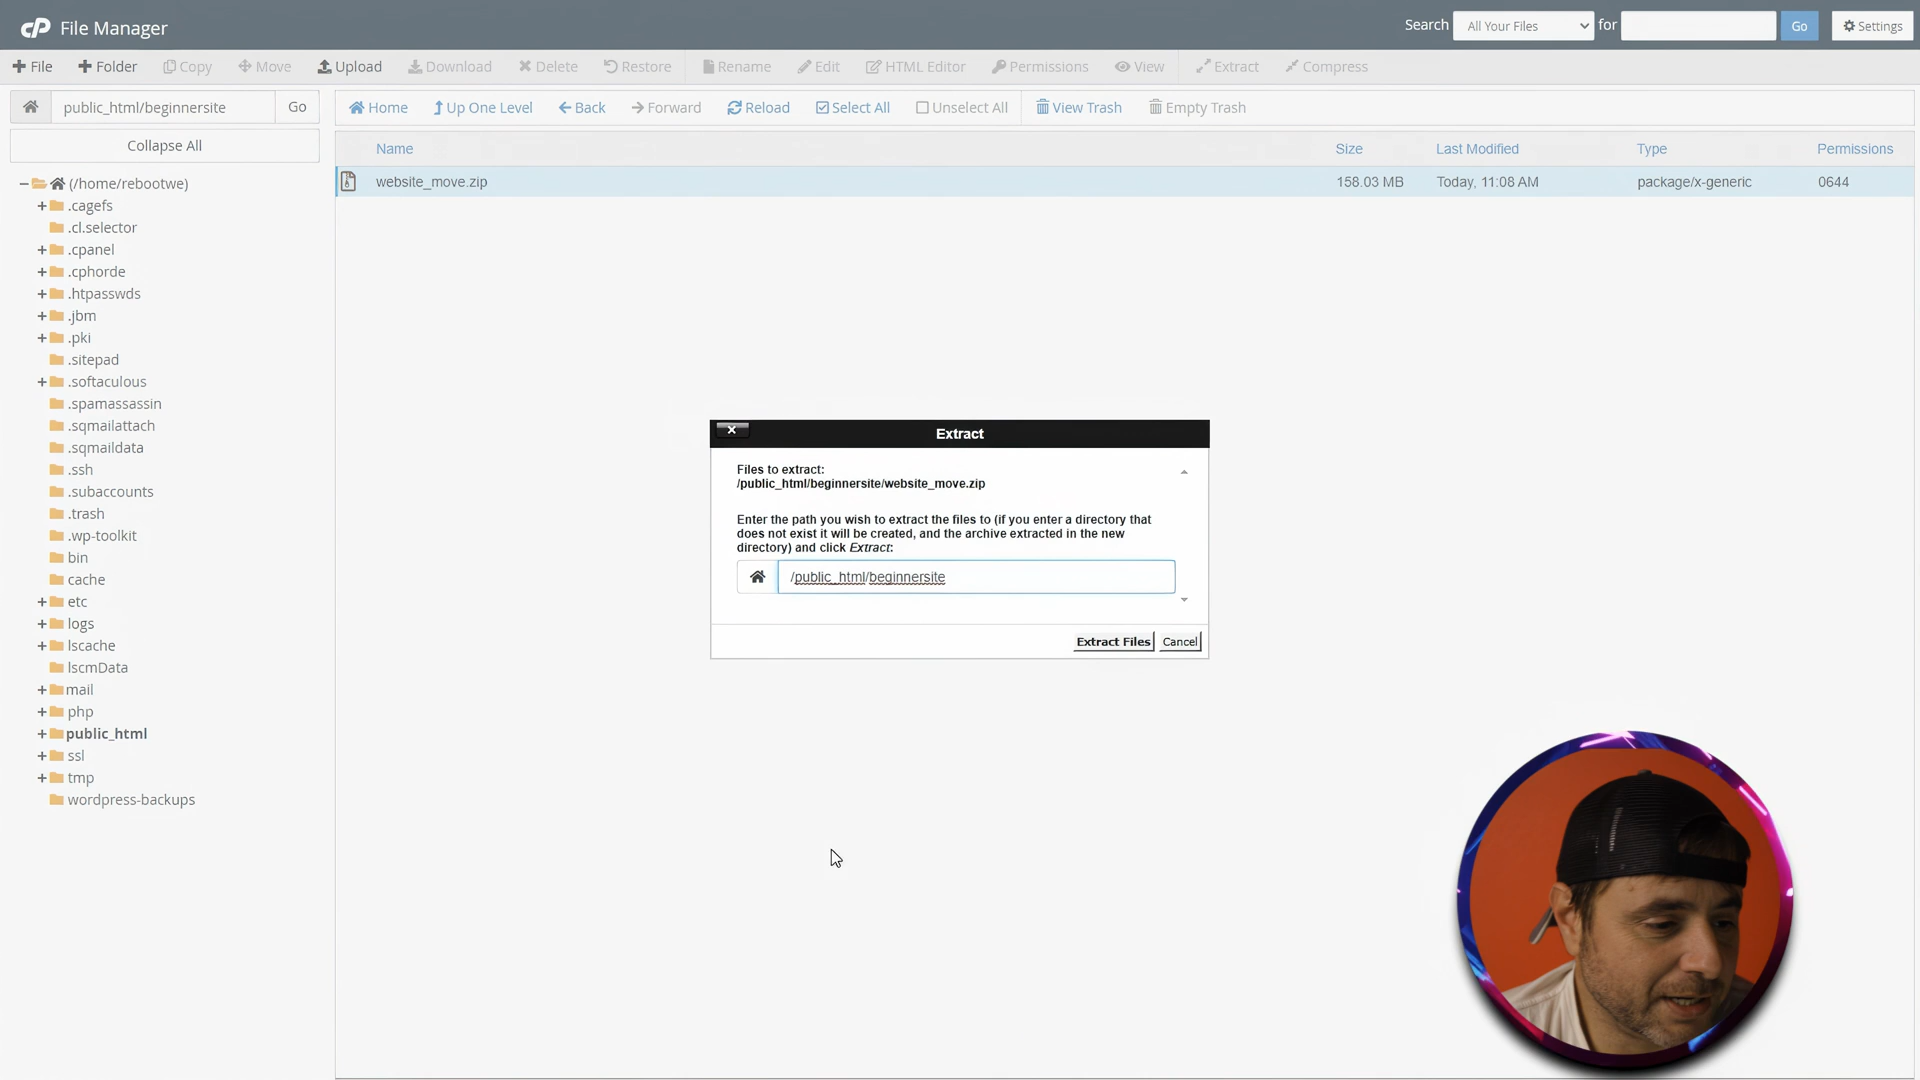 cP File Manager
Search All Your Files for Go Settings
File Folder Copy Move Upload Download Delete Restore Rename Edit HTML Editor Permissions View Extract Compress
public_html/beginnersite Go
Home Up One Level Back Forward Reload Select All Unselect All View Trash Empty Trash
Collapse All
Name Size Last Modified Type Permissions
website_move.zip 158.03 MB Today, 11:08 AM package/x-generic 0644
(/home/rebootwe)
.cagefs
.cl.selector
.cpanel
.cphorde
.htpasswds
.jbm
.pki
.sitepad
.softaculous
.spamassassin
.sqmailattach
.sqmaildata
.ssh
.subaccounts
.trash
.wp-toolkit
bin
cache
etc
logs
lscache
lscmData
mail
php
public_html
ssl
tmp
wordpress-backups
Extract
Files to extract:
/public_html/beginnersite/website_move.zip
Enter the path you wish to extract the files to (if you enter a directory that
does not exist it will be created, and the archive extracted in the new
directory) and click Extract:
/public_html/beginnersite
Extract Files Cancel